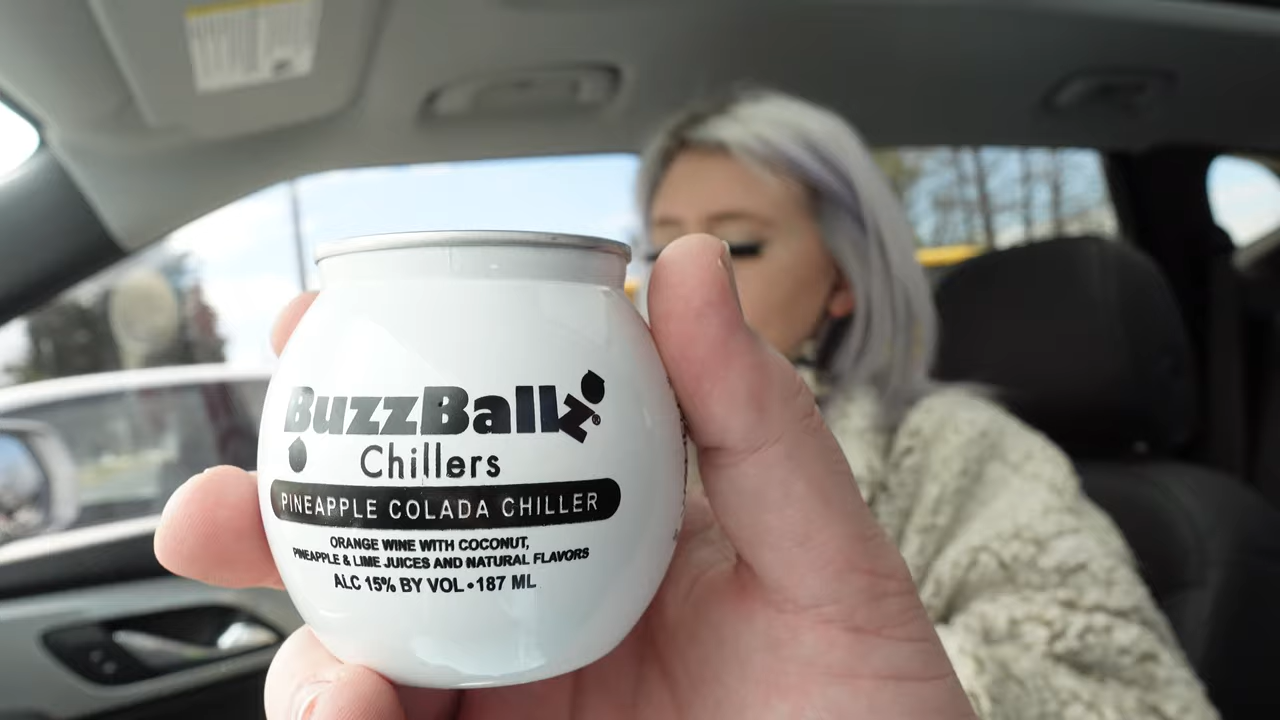 BuzzBallz®
Chillers
PINEAPPLE COLADA CHILLER
ORANGE WINE WITH COCONUT,
PINEAPPLE & LIME JUICES AND NATURAL FLAVORS
ALC 15% BY VOL • 187 ML